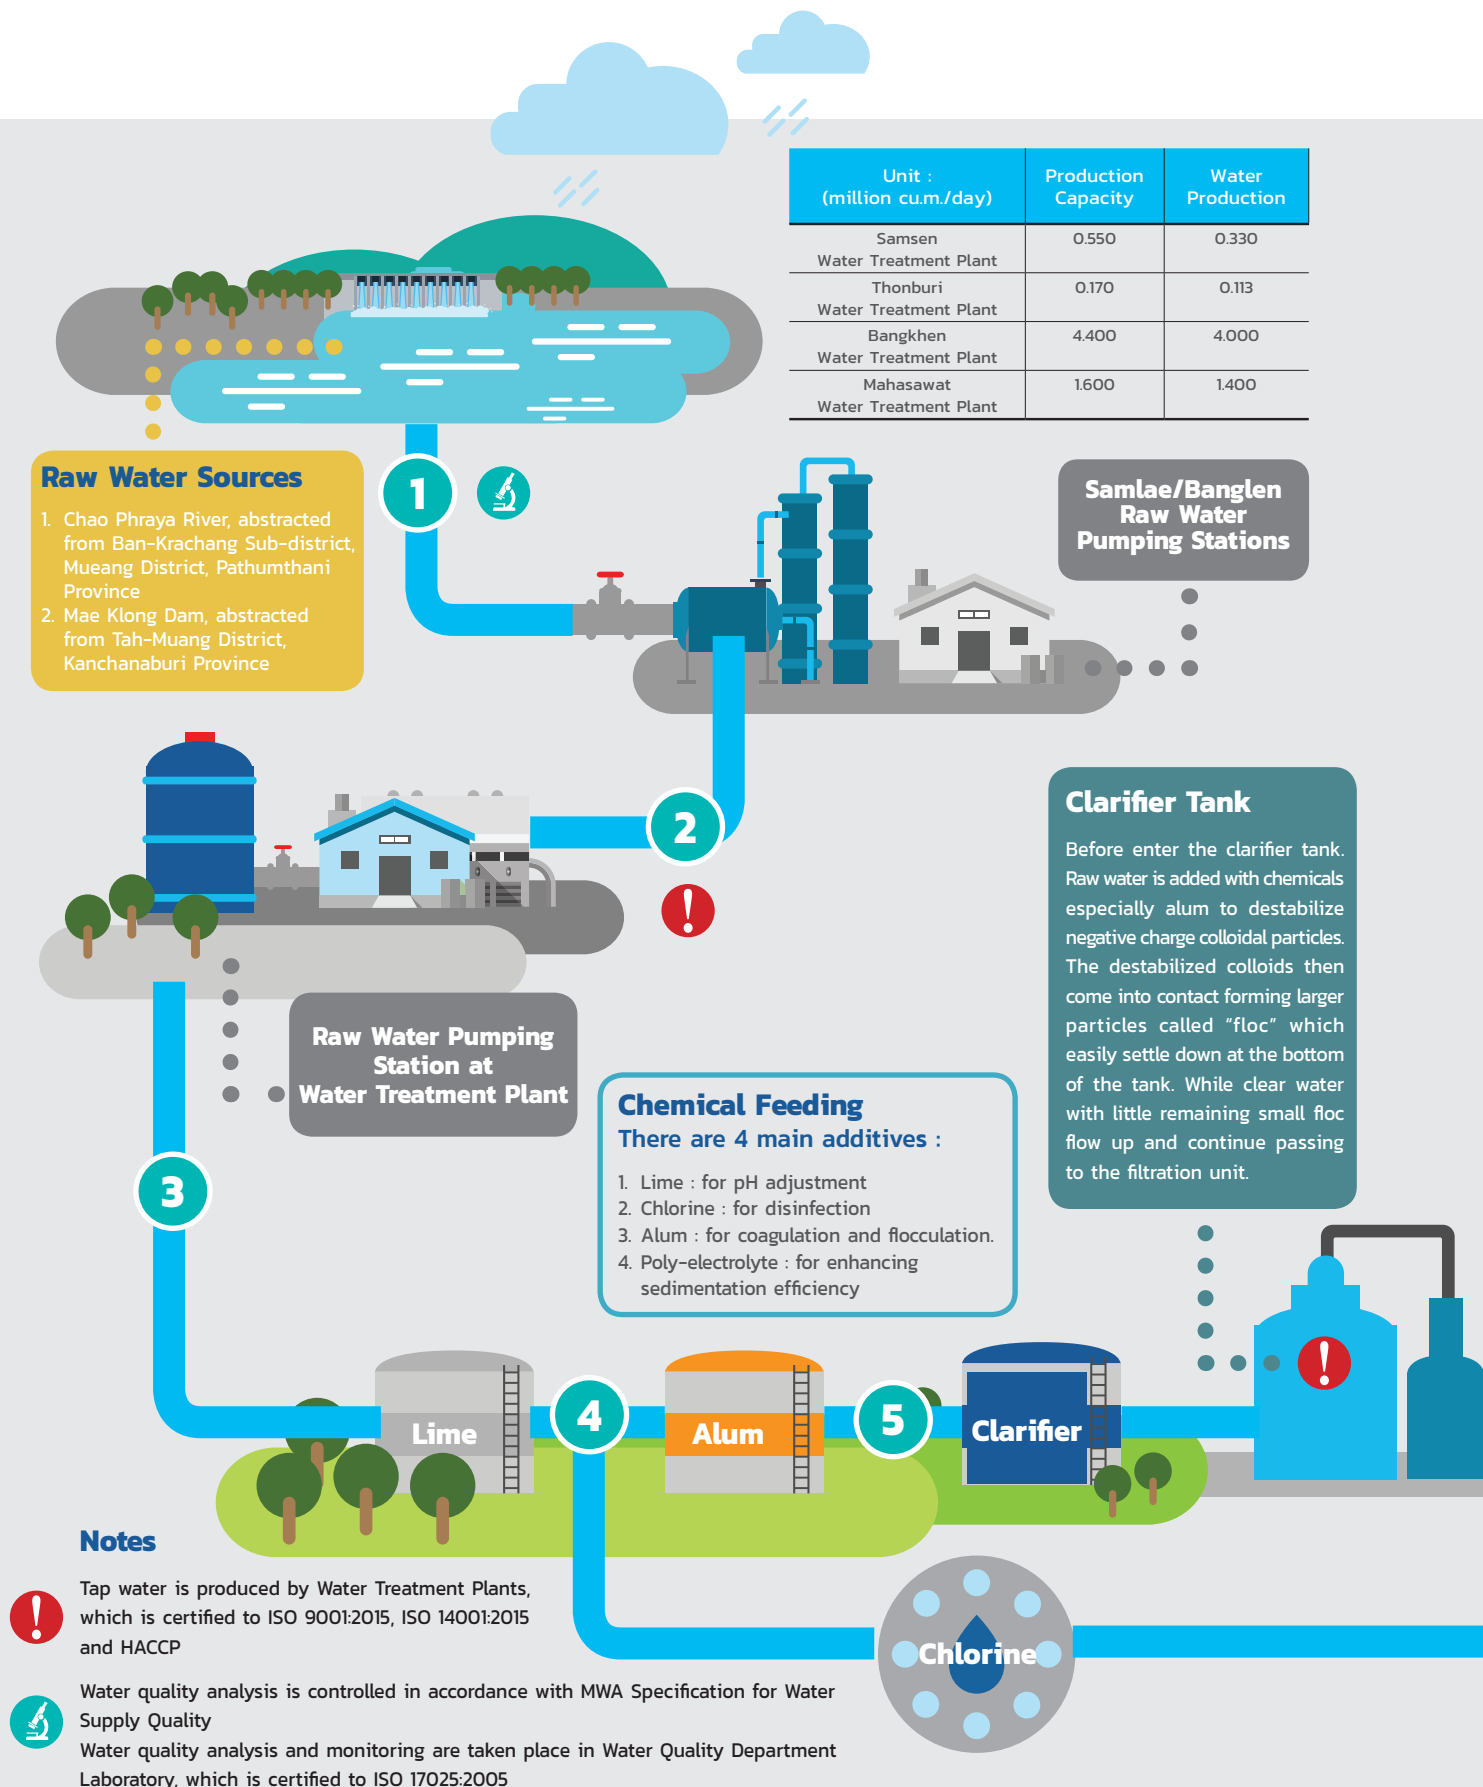 Unit :
(million cu.m./day)
Production
Capacity
Water
Production
Samsen
Water Treatment Plant
0.550
0.330
Thonburi
Water Treatment Plant
0.170
0.113
Bangkhen
Water Treatment Plant
4.400
4.000
Mahasawat
Water Treatment Plant
1.600
1.400
Raw Water Sources
1. Chao Phraya River, abstracted
from Ban-Krachang Sub-district,
Mueang District, Pathumthani
Province
2. Mae Klong Dam, abstracted
from Tah-Muang District,
Kanchanaburi Province
1
Samlae/Banglen
Raw Water
Pumping Stations
2
!
Raw Water Pumping
Station at
Water Treatment Plant
Clarifier Tank
Before enter the clarifier tank.
Raw water is added with chemicals
especially alum to destabilize
negative charge colloidal particles.
The destabilized colloids then
come into contact forming larger
particles called "floc" which
easily settle down at the bottom
of the tank. While clear water
with little remaining small floc
flow up and continue passing
to the filtration unit.
3
Chemical Feeding
There are 4 main additives :
1. Lime : for pH adjustment
2. Chlorine : for disinfection
3. Alum : for coagulation and flocculation.
4. Poly-electrolyte : for enhancing
sedimentation efficiency
!
Lime
4
Alum
5
Clarifier
Chlorine
Notes
!
Tap water is produced by Water Treatment Plants,
which is certified to ISO 9001:2015, ISO 14001:2015
and HACCP
Water quality analysis is controlled in accordance with MWA Specification for Water
Supply Quality
Water quality analysis and monitoring are taken place in Water Quality Department
Laboratory, which is certified to ISO 17025:2005